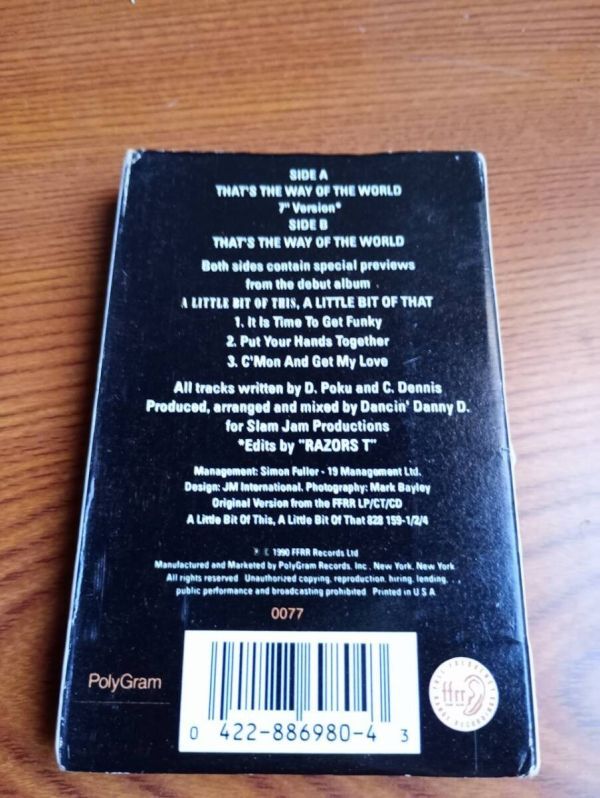 SIDE A
THAT'S THE WAY OF THE WORLD
7" Version*
SIDE B
THAT'S THE WAY OF THE WORLD
Both sides contain special previews
from the debut album
A LITTLE BIT OF THIS, A LITTLE BIT OF THAT
1. It Is Time To Get Funky
2. Put Your Hands Together
3. C'Mon And Get My Love
All tracks written by D. Poku and C. Dennis
Produced, arranged and mixed by Dancin' Danny D.
for Slam Jam Productions
*Edits by "RAZORS T"
Management: Simon Fuller - 19 Management Ltd.
Design: JM International. Photography: Mark Bayley
Original Version from the FFRR LP/CT/CD
A Little Bit Of This, A Little Bit Of That 828 159-1/2/4
℗ © 1990 FFRR Records Ltd
Manufactured and Marketed by PolyGram Records, Inc., New York, New York
All rights reserved Unauthorized copying, reproduction, hiring, lending,
public performance and broadcasting prohibited Printed in U S A
0077
PolyGram
ffrr
FULL FREQUENCY
RANGE RECORDING
0 422-886980-4 3